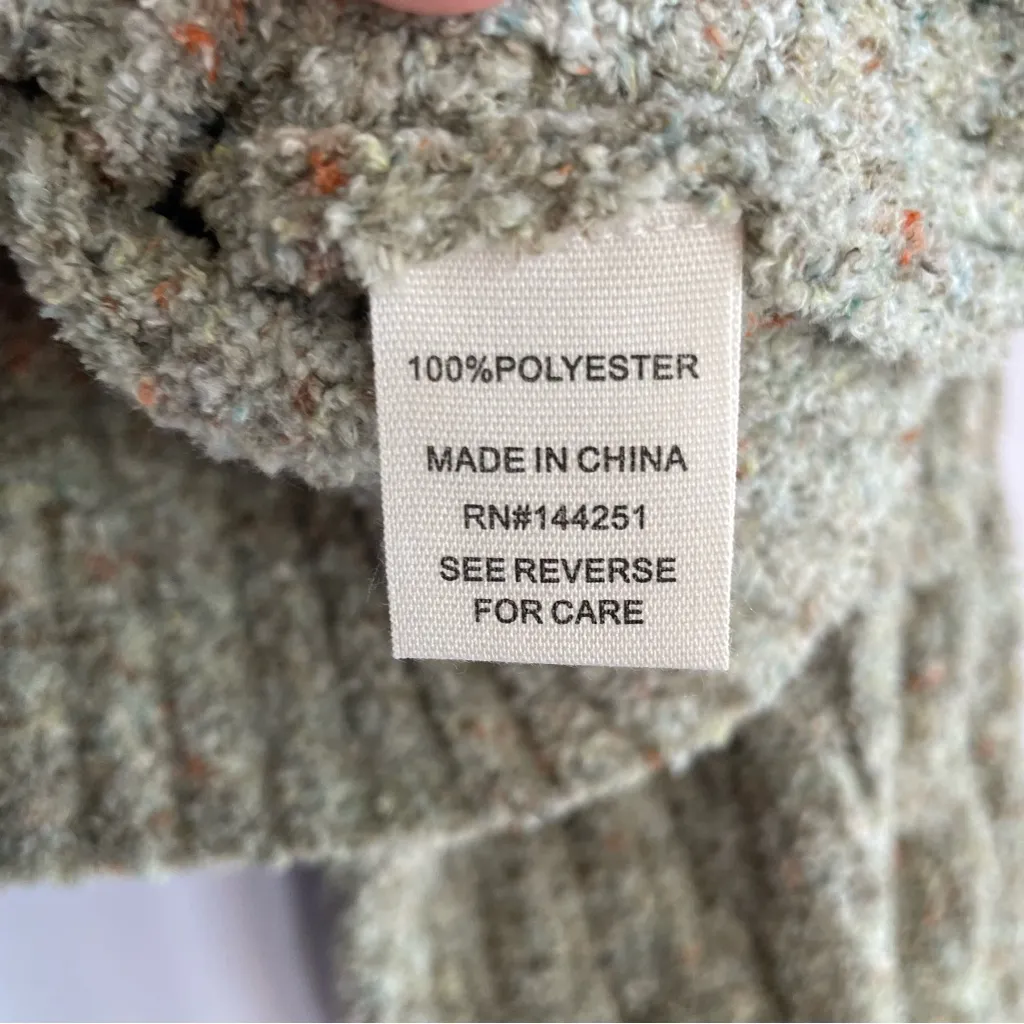 100%POLYESTER
MADE IN CHINA
RN#144251
SEE REVERSE
FOR CARE